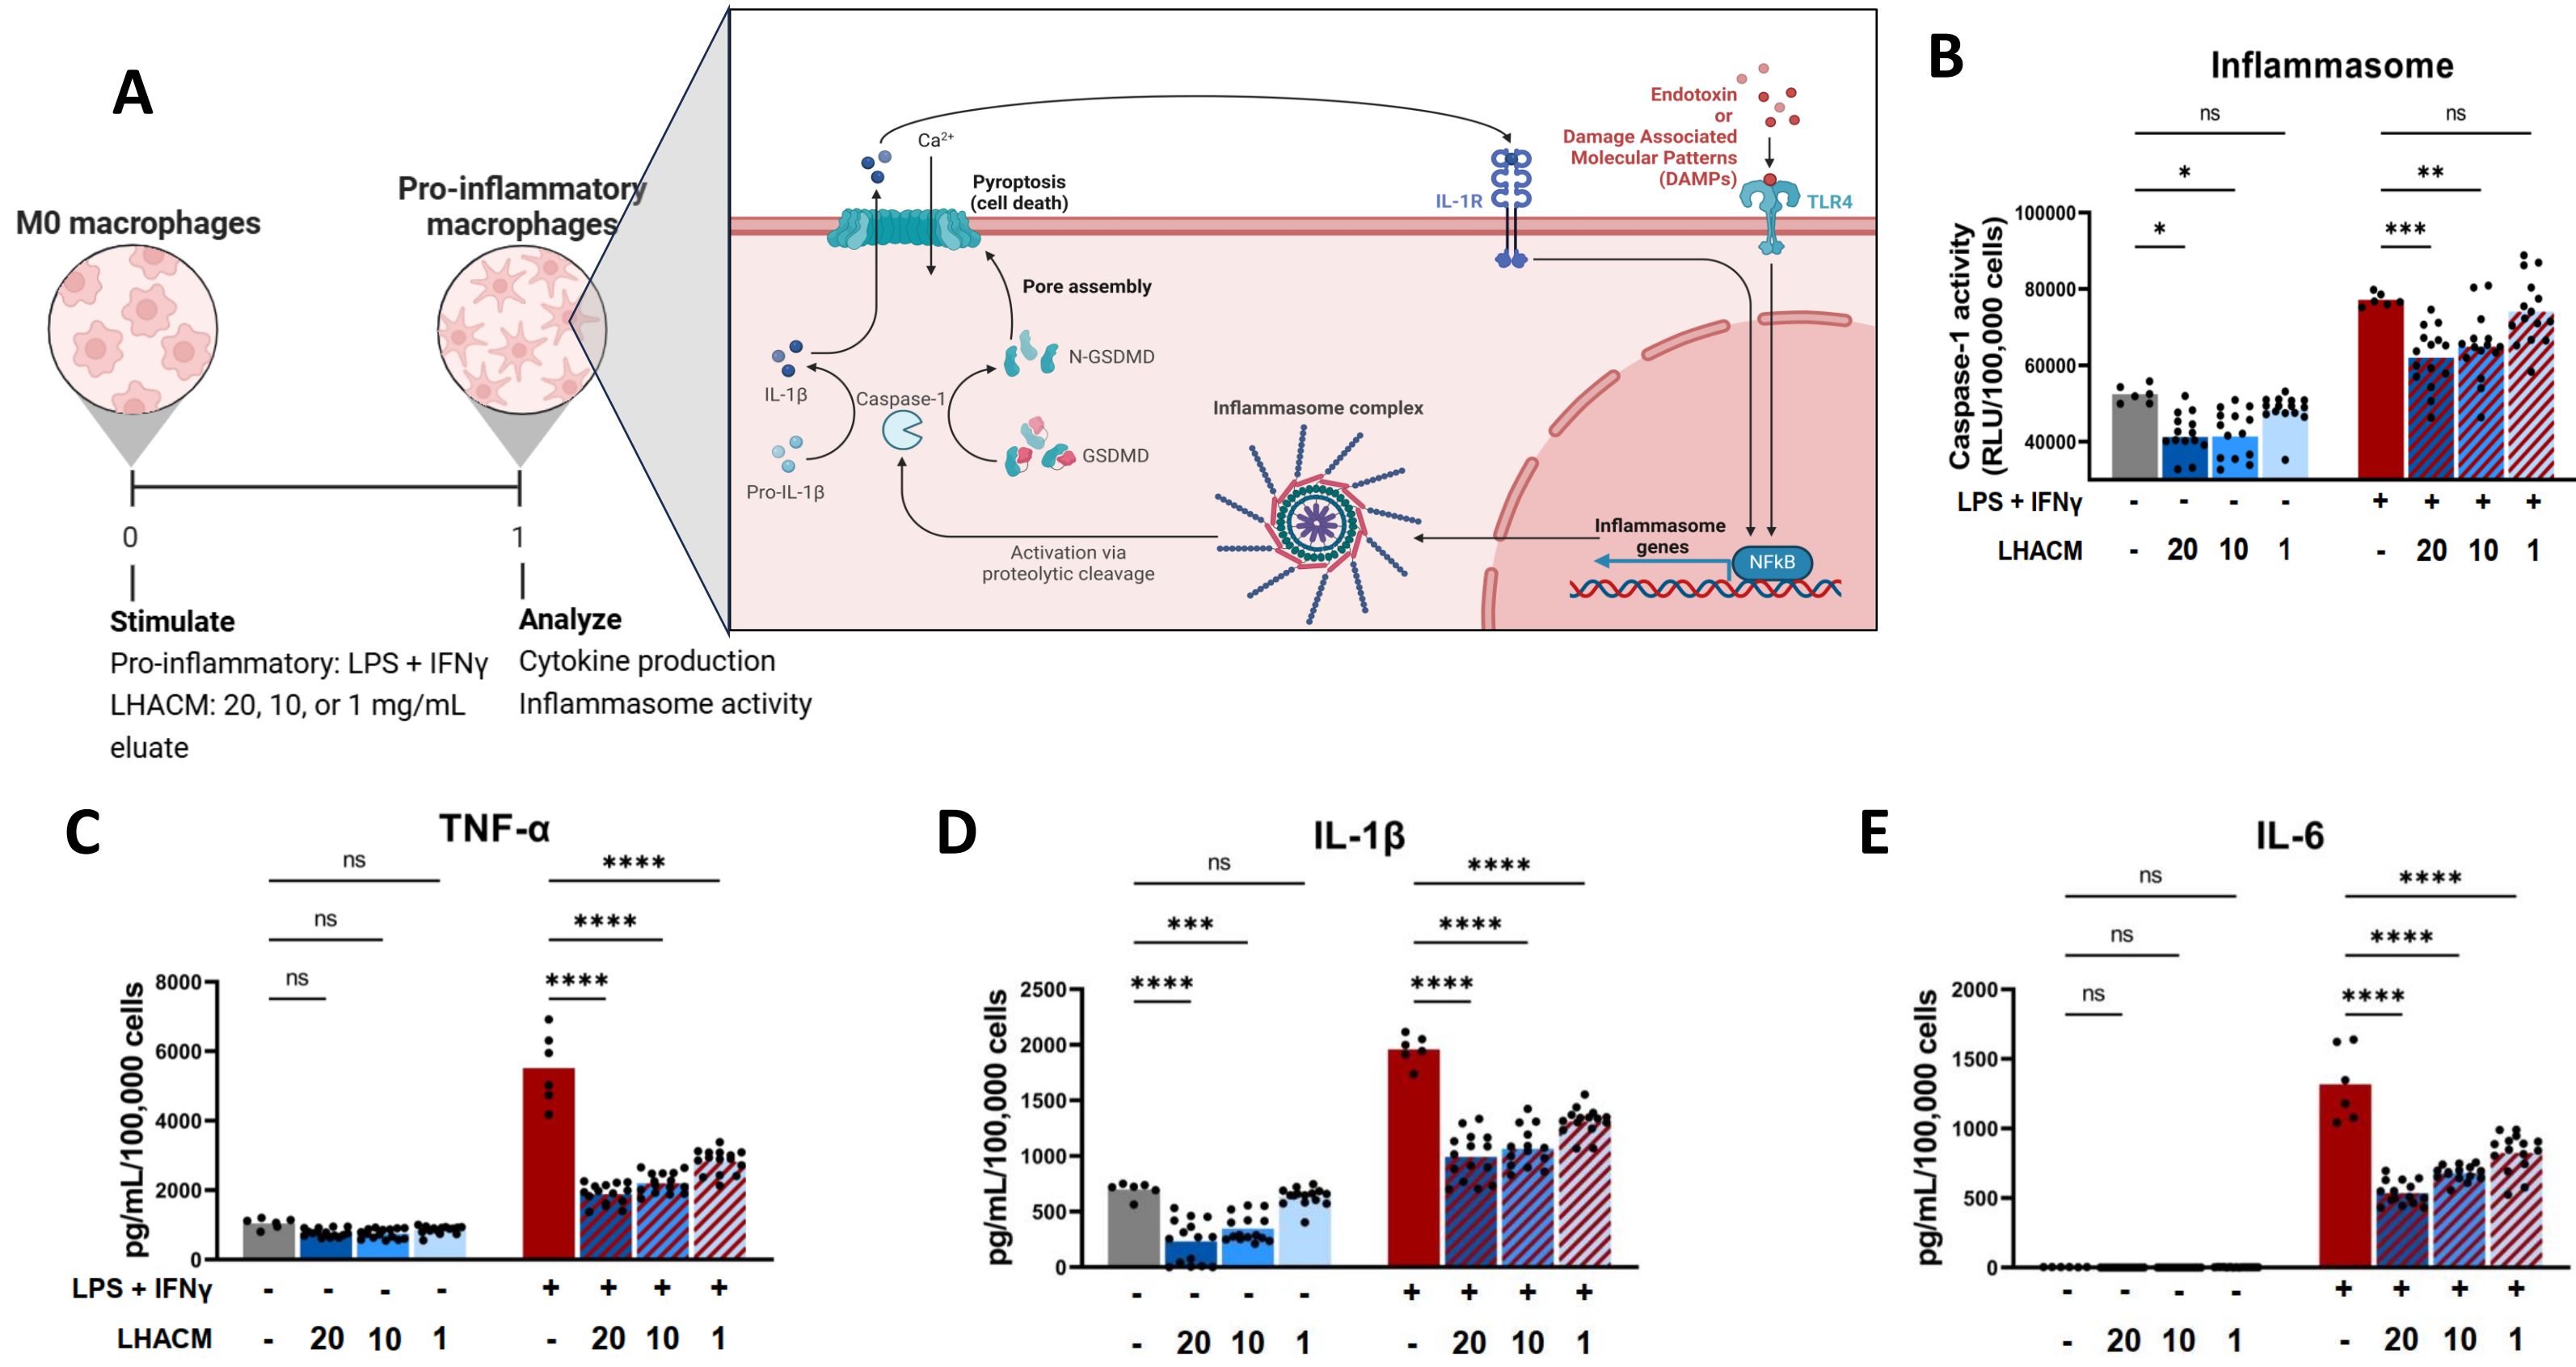 A
M0 macrophages
Pro-inflammatory
macrophages
0
1
Stimulate
Pro-inflammatory: LPS + IFNγ
LHACM: 20, 10, or 1 mg/mL
eluate
Analyze
Cytokine production
Inflammasome activity
Ca²⁺
Pyroptosis
(cell death)
Pore assembly
IL-1β
Pro-IL-1β
Caspase-1
N-GSDMD
GSDMD
Activation via
proteolytic cleavage
Inflammasome complex
IL-1R
Endotoxin
or
Damage Associated
Molecular Patterns
(DAMPs)
TLR4
Inflammasome
genes
NFkB
B
Inflammasome
ns
*
*
ns
**
***
Caspase-1 activity
(RLU/100,000 cells)
100000
80000
60000
40000
LPS + IFNγ - - - - + + + +
LHACM - 20 10 1 - 20 10 1
C
TNF-α
ns
ns
ns
****
****
****
pg/mL/100,000 cells
8000
6000
4000
2000
0
LPS + IFNγ - - - - + + + +
LHACM - 20 10 1 - 20 10 1
D
IL-1β
ns
***
****
****
****
****
pg/mL/100,000 cells
2500
2000
1500
1000
500
0
- - - - + + + +
- 20 10 1 - 20 10 1
E
IL-6
ns
ns
ns
****
****
****
pg/mL/100,000 cells
2000
1500
1000
500
0
- - - - + + + +
- 20 10 1 - 20 10 1